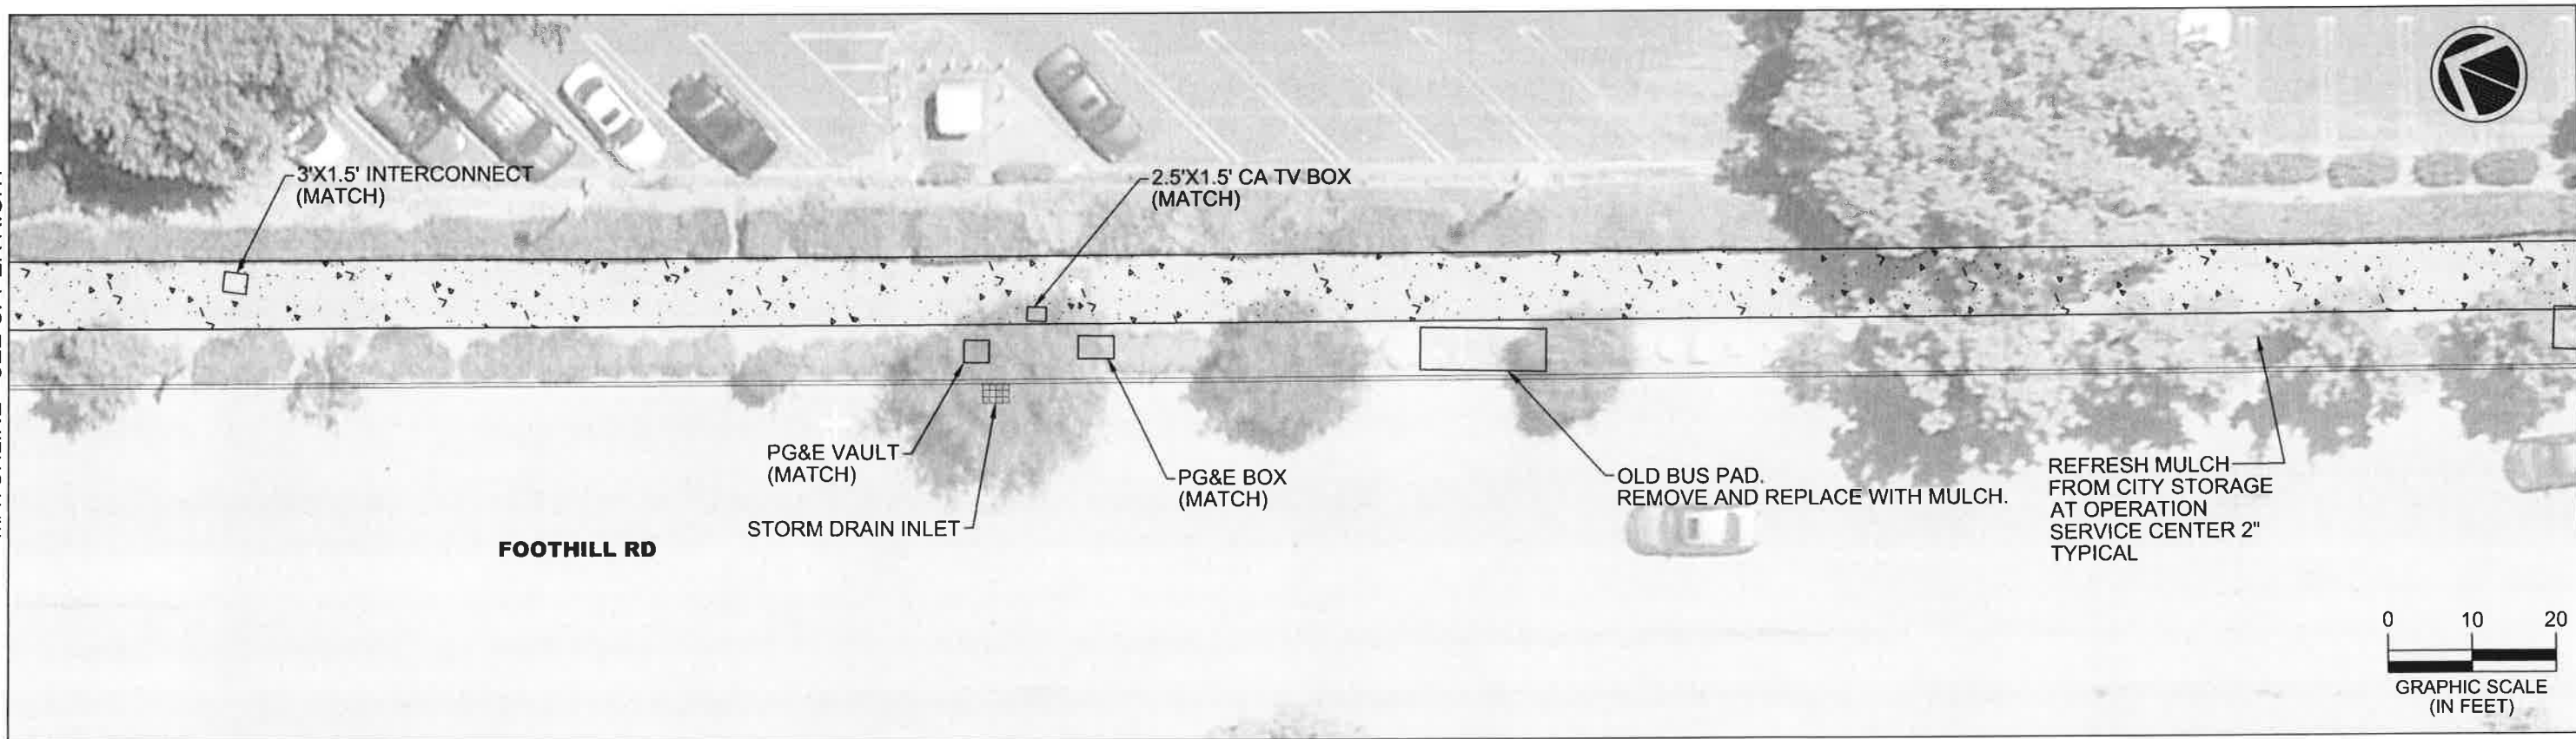 3'X1.5' INTERCONNECT
(MATCH)
2.5'X1.5' CA TV BOX
(MATCH)
PG&E VAULT
(MATCH)
STORM DRAIN INLET
PG&E BOX
(MATCH)
OLD BUS PAD.
REMOVE AND REPLACE WITH MULCH.
REFRESH MULCH
FROM CITY STORAGE
AT OPERATION
SERVICE CENTER 2"
TYPICAL
FOOTHILL RD
0 10 20
GRAPHIC SCALE
(IN FEET)